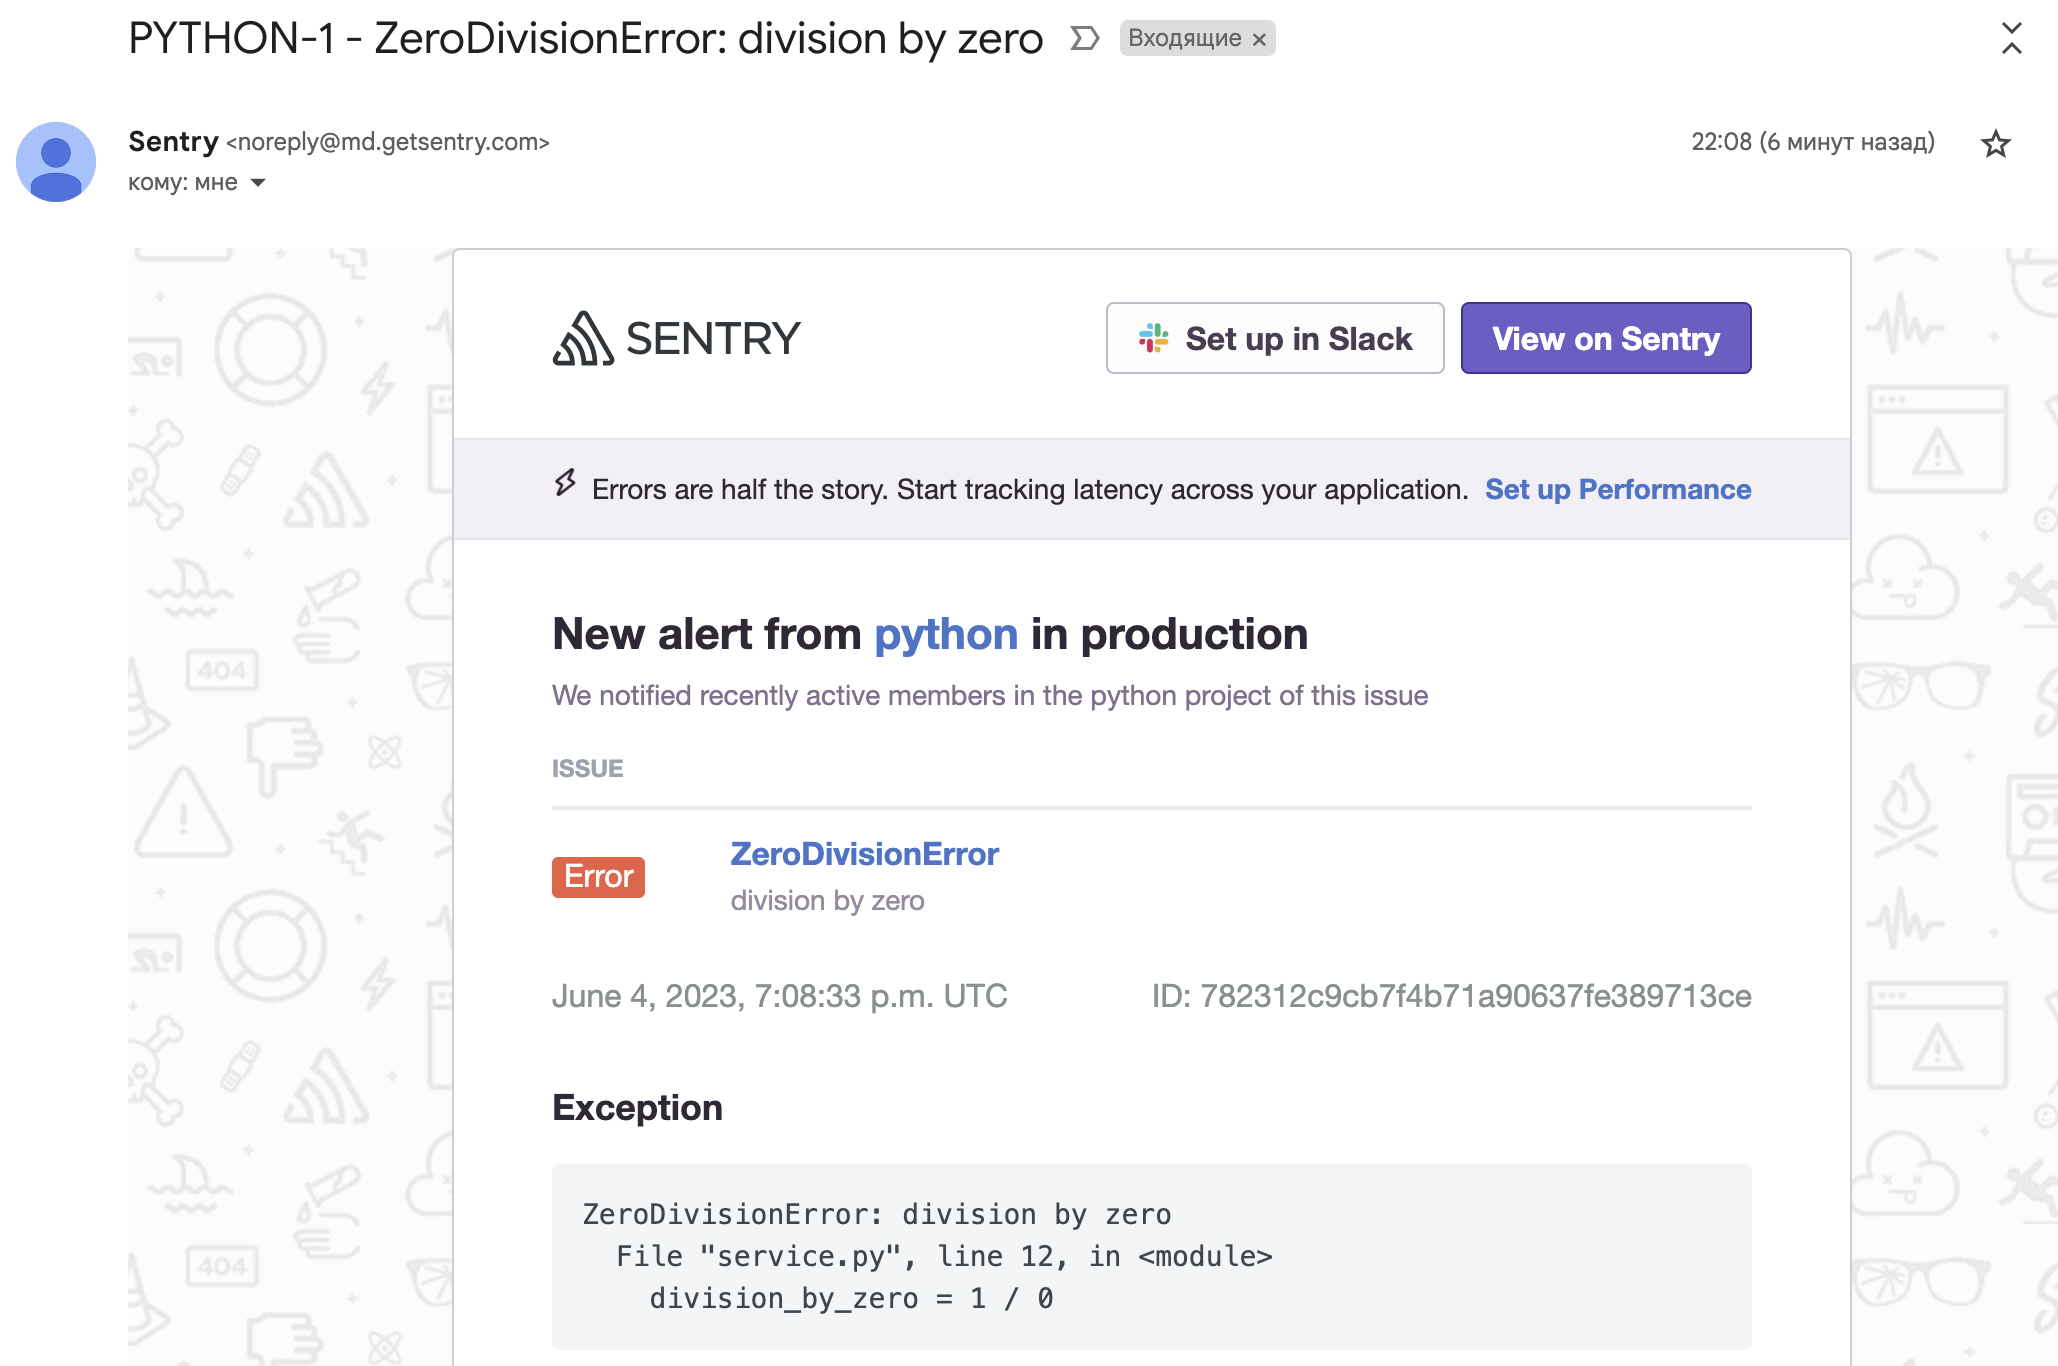 PYTHON-1 - ZeroDivisionError: division by zero Входящие ×
Sentry <noreply@md.getsentry.com> 22:08 (6 минут назад)
кому: мне
SENTRY Set up in Slack View on Sentry
Errors are half the story. Start tracking latency across your application. Set up Performance
New alert from python in production
We notified recently active members in the python project of this issue
ISSUE
Error ZeroDivisionError
division by zero
June 4, 2023, 7:08:33 p.m. UTC ID: 782312c9cb7f4b71a90637fe389713ce
Exception
ZeroDivisionError: division by zero
File "service.py", line 12, in <module>
division_by_zero = 1 / 0
404
404